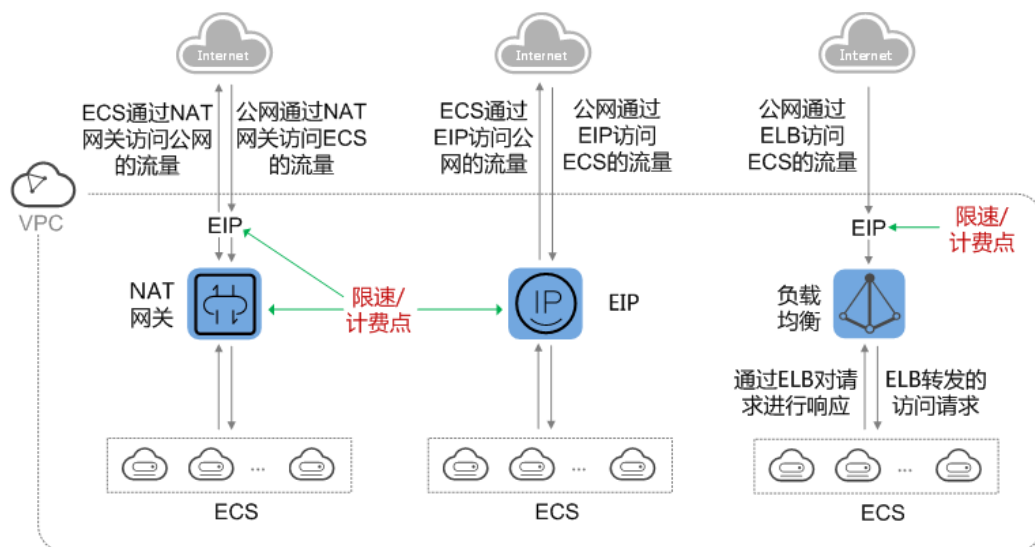 Internet
Internet
Internet
ECS通过NAT
网关访问公网
的流量
公网通过NAT
网关访问ECS
的流量
ECS通过
EIP访问公
网的流量
公网通过
EIP访问
ECS的流量
公网通过
ELB访问
ECS的流量
VPC
EIP
EIP
限速/
计费点
NAT
网关
限速/
计费点
IP
EIP
负载
均衡
通过ELB对请
求进行响应
ELB转发的
访问请求
...
...
...
ECS
ECS
ECS